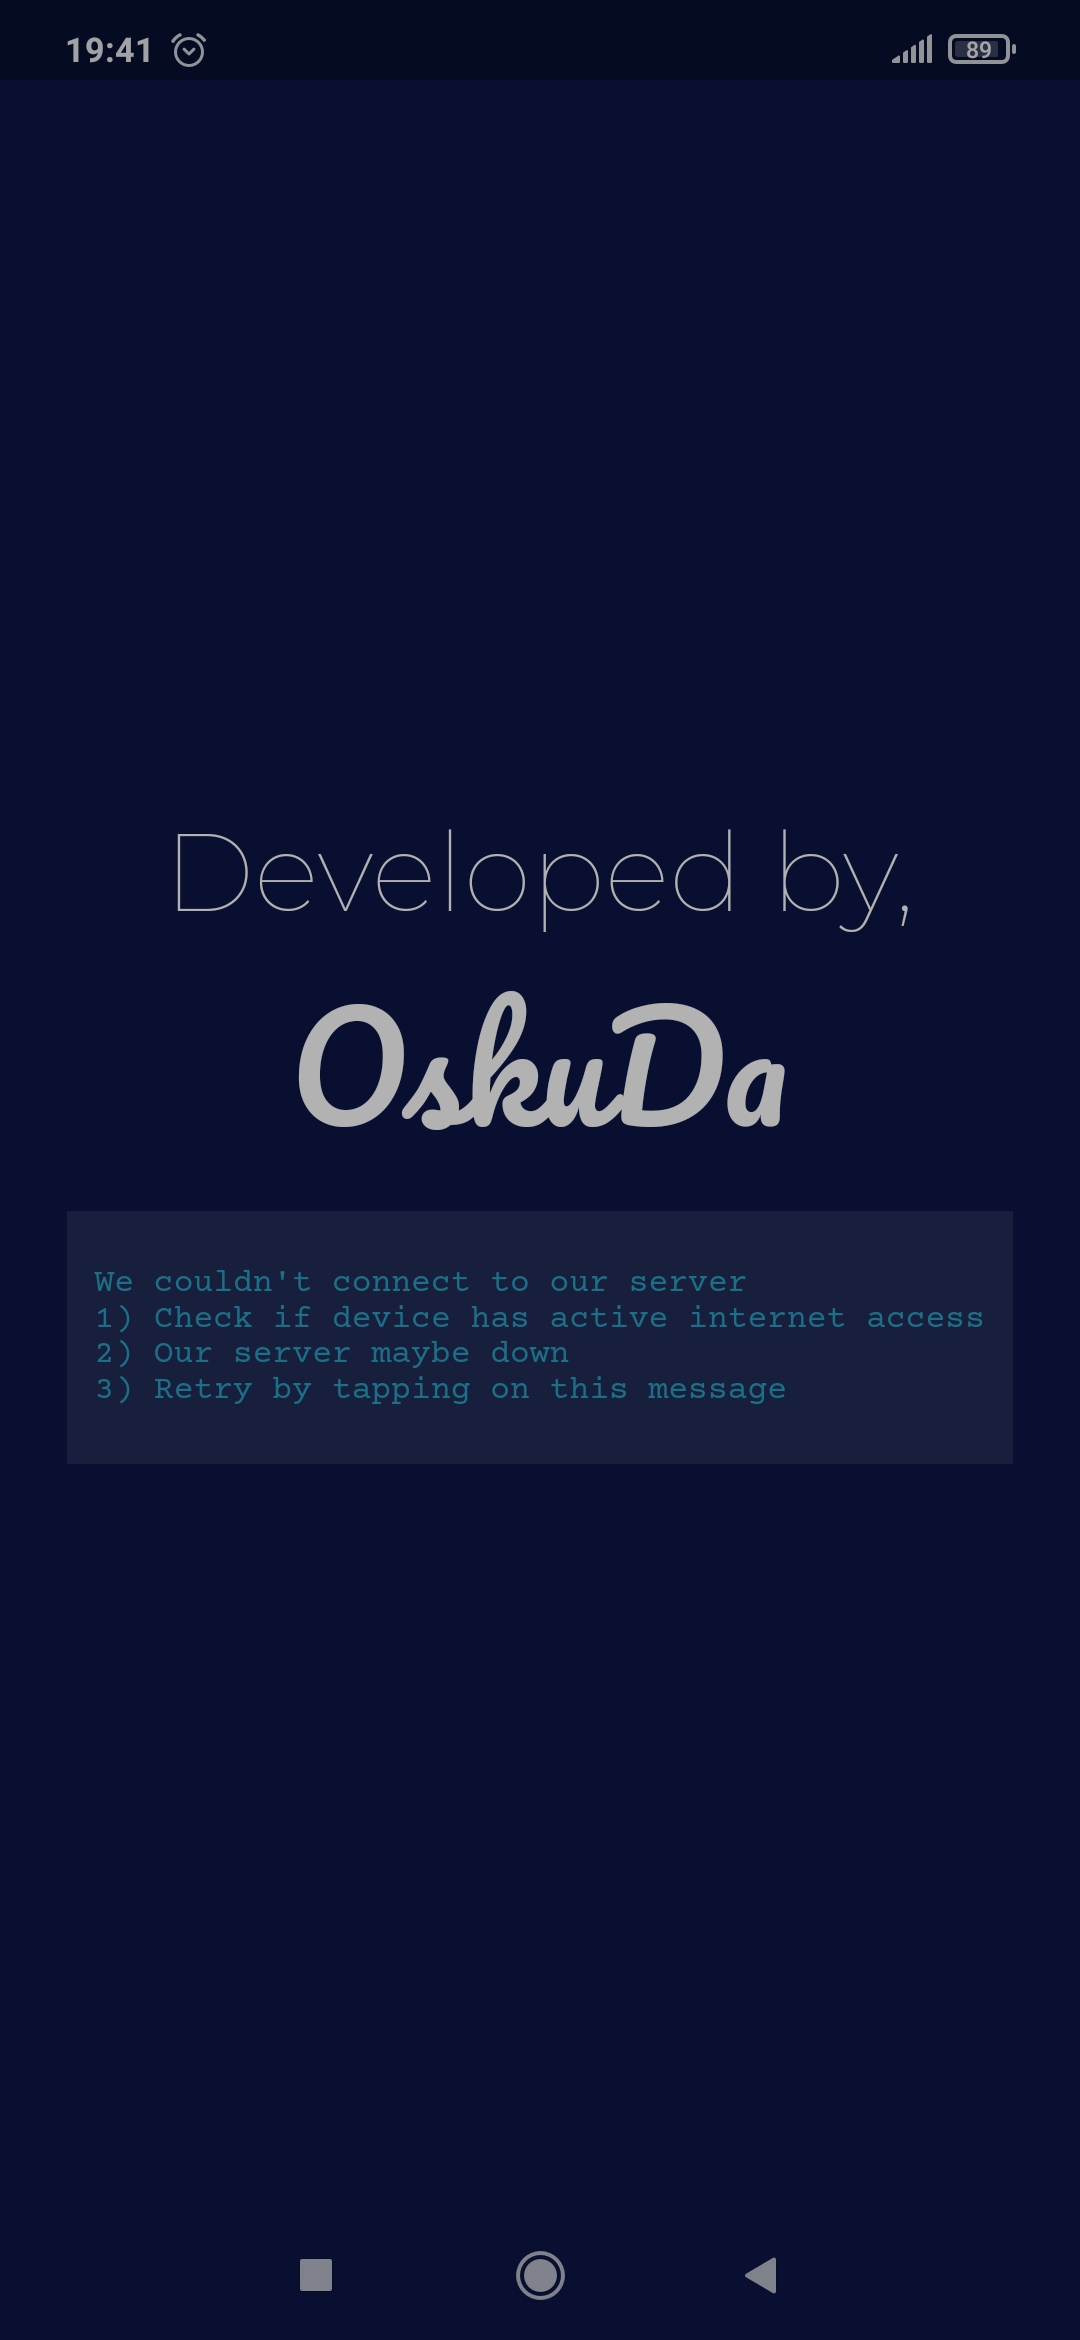 19:41
89
Developed by,
OskuDa
We couldn't connect to our server
1) Check if device has active internet access
2) Our server maybe down
3) Retry by tapping on this message